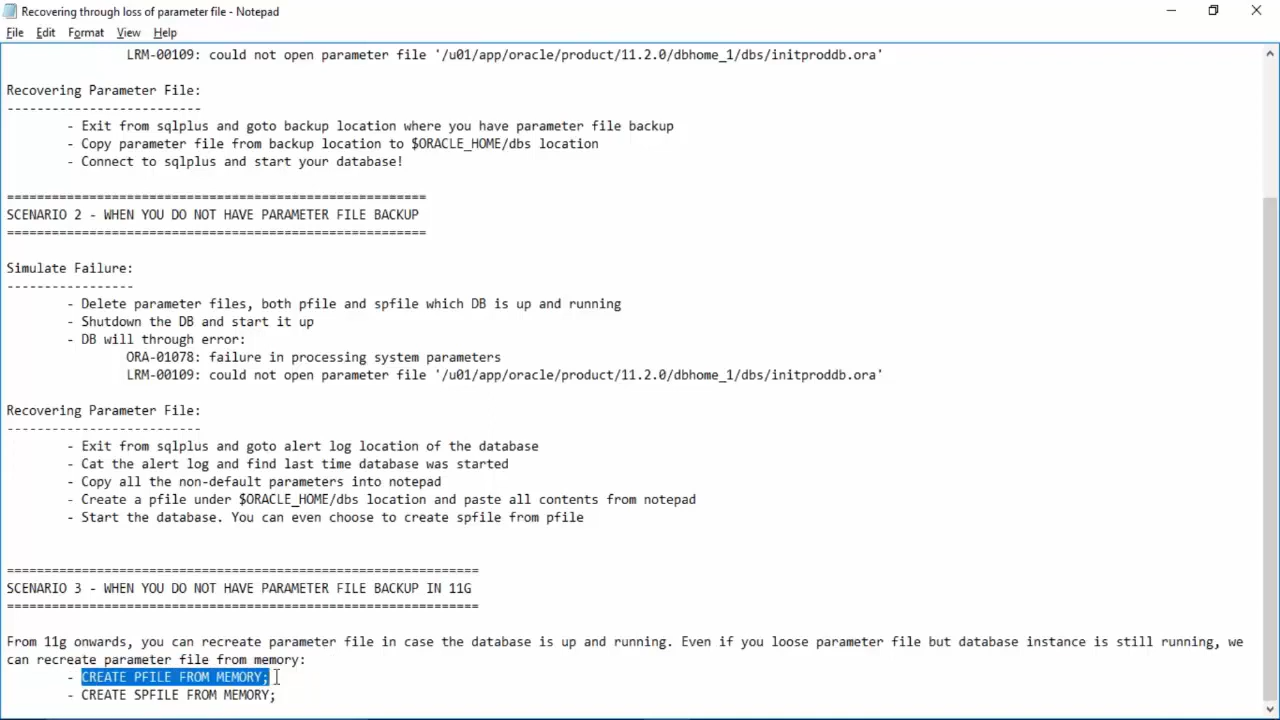 Recovering through loss of parameter file - Notepad
File Edit Format View Help
LRM-00109: could not open parameter file '/u01/app/oracle/product/11.2.0/dbhome_1/dbs/initproddb.ora'
Recovering Parameter File:
--------------------------
- Exit from sqlplus and goto backup location where you have parameter file backup
- Copy parameter file from backup location to $ORACLE_HOME/dbs location
- Connect to sqlplus and start your database!
========================================================
SCENARIO 2 - WHEN YOU DO NOT HAVE PARAMETER FILE BACKUP
========================================================
Simulate Failure:
-----------------
- Delete parameter files, both pfile and spfile which DB is up and running
- Shutdown the DB and start it up
- DB will through error:
ORA-01078: failure in processing system parameters
LRM-00109: could not open parameter file '/u01/app/oracle/product/11.2.0/dbhome_1/dbs/initproddb.ora'
Recovering Parameter File:
--------------------------
- Exit from sqlplus and goto alert log location of the database
- Cat the alert log and find last time database was started
- Copy all the non-default parameters into notepad
- Create a pfile under $ORACLE_HOME/dbs location and paste all contents from notepad
- Start the database. You can even choose to create spfile from pfile
===============================================================
SCENARIO 3 - WHEN YOU DO NOT HAVE PARAMETER FILE BACKUP IN 11G
===============================================================
From 11g onwards, you can recreate parameter file in case the database is up and running. Even if you loose parameter file but database instance is still running, we
can recreate parameter file from memory:
- CREATE PFILE FROM MEMORY;
- CREATE SPFILE FROM MEMORY;